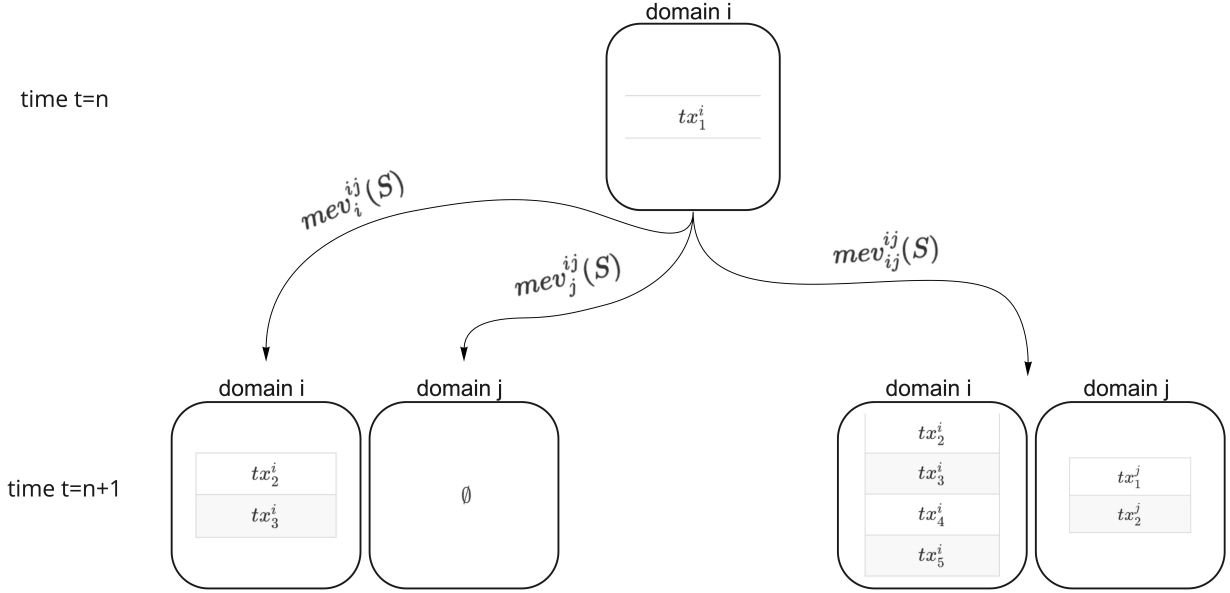 domain i
time t=n
$tx_1^i$
$mev_i^{ij}(S)$
$mev_j^{ij}(S)$
$mev_{ij}^{ij}(S)$
domain i
domain j
domain i
domain j
time t=n+1
$tx_2^i$
$tx_3^i$
∅
$tx_2^i$
$tx_3^i$
$tx_4^i$
$tx_5^i$
$tx_1^j$
$tx_2^j$